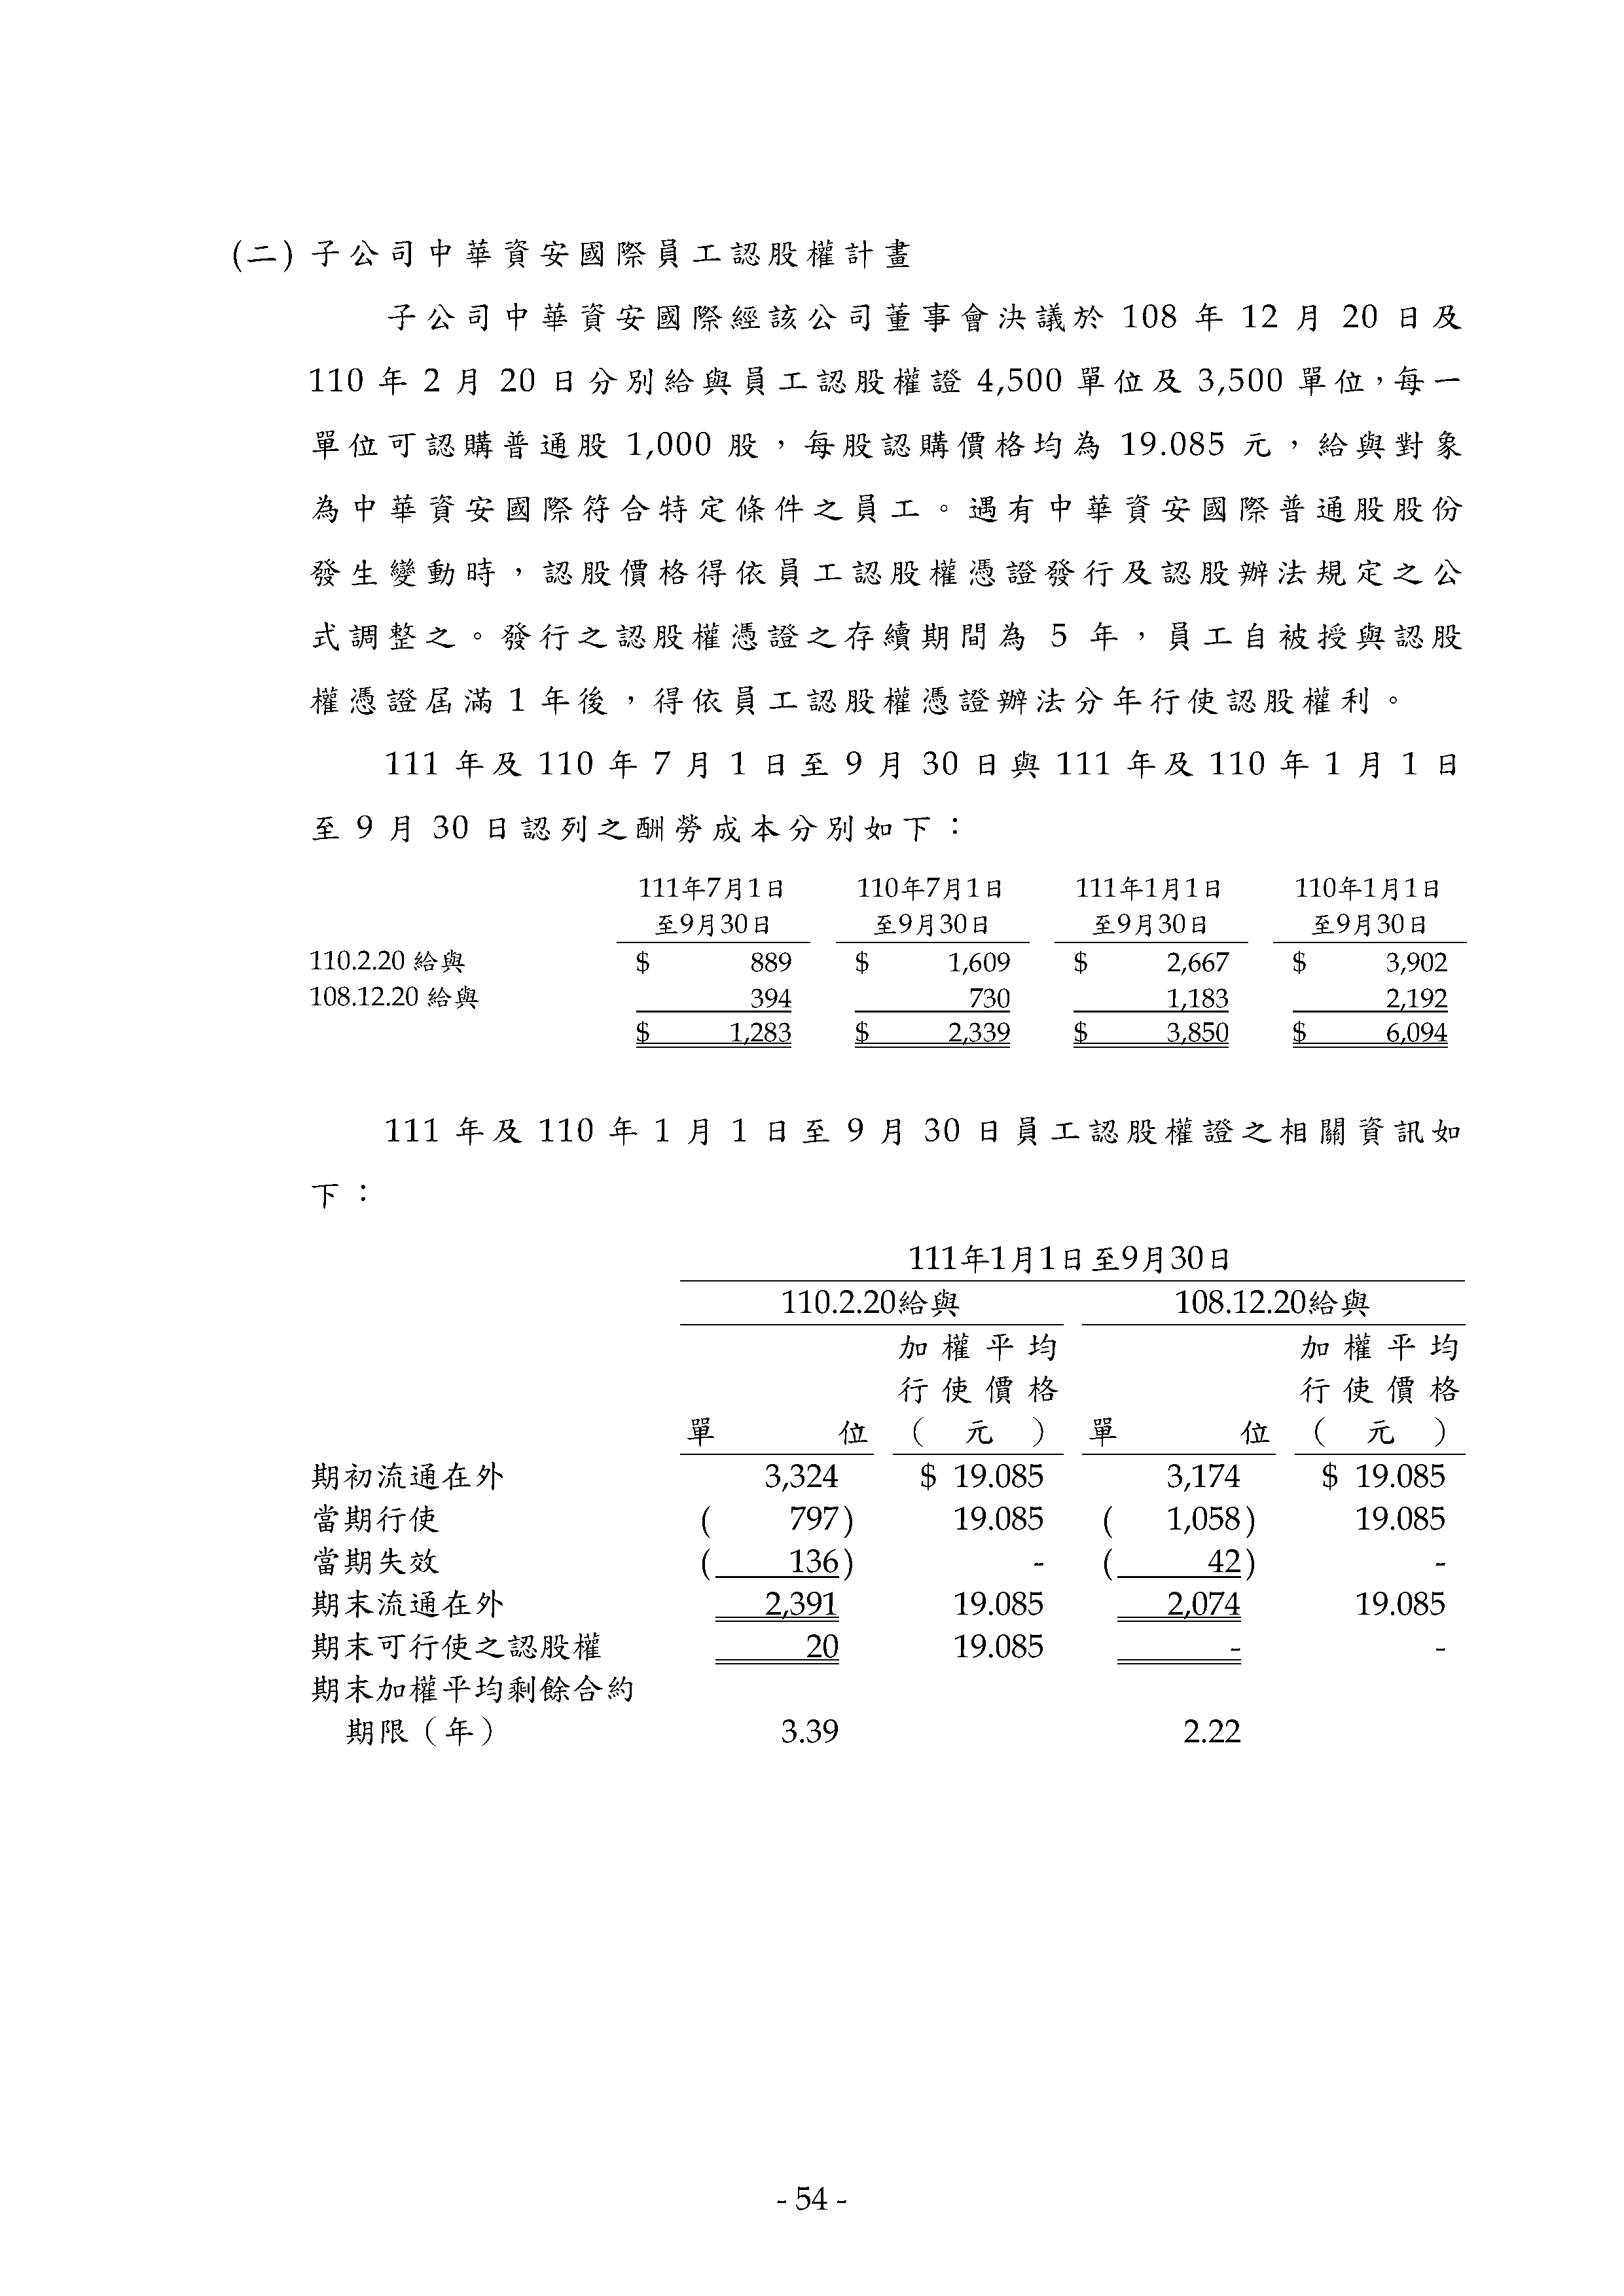 (二) 子公司中華資安國際員工認股權計畫
子公司中華資安國際經該公司董事會決議於 108 年 12 月 20 日及
110 年 2 月 20 日分別給與員工認股權證 4,500 單位及 3,500 單位，每一
單位可認購普通股 1,000 股，每股認購價格均為 19.085 元，給與對象
為中華資安國際符合特定條件之員工。遇有中華資安國際普通股股份
發生變動時，認股價格得依員工認股權憑證發行及認股辦法規定之公
式調整之。發行之認股權憑證之存續期間為 5 年，員工自被授與認股
權憑證屆滿 1 年後，得依員工認股權憑證辦法分年行使認股權利。
111 年及 110 年 7 月 1 日至 9 月 30 日與 111 年及 110 年 1 月 1 日
至 9 月 30 日認列之酬勞成本分別如下：
111年7月1日 110年7月1日 111年1月1日 110年1月1日
至9月30日 至9月30日 至9月30日 至9月30日
110.2.20 給與 $ 889 $ 1,609 $ 2,667 $ 3,902
108.12.20 給與 394 730 1,183 2,192
$ 1,283 $ 2,339 $ 3,850 $ 6,094
111 年及 110 年 1 月 1 日至 9 月 30 日員工認股權證之相關資訊如
下：
111年1月1日至9月30日
110.2.20給與 108.12.20給與
加權平均 加權平均
行使價格 行使價格
單位 （元） 單位 （元）
期初流通在外 3,324 $ 19.085 3,174 $ 19.085
當期行使 ( 797) 19.085 ( 1,058) 19.085
當期失效 ( 136) - ( 42) -
期末流通在外 2,391 19.085 2,074 19.085
期末可行使之認股權 20 19.085 - -
期末加權平均剩餘合約
期限（年） 3.39 2.22
- 54 -